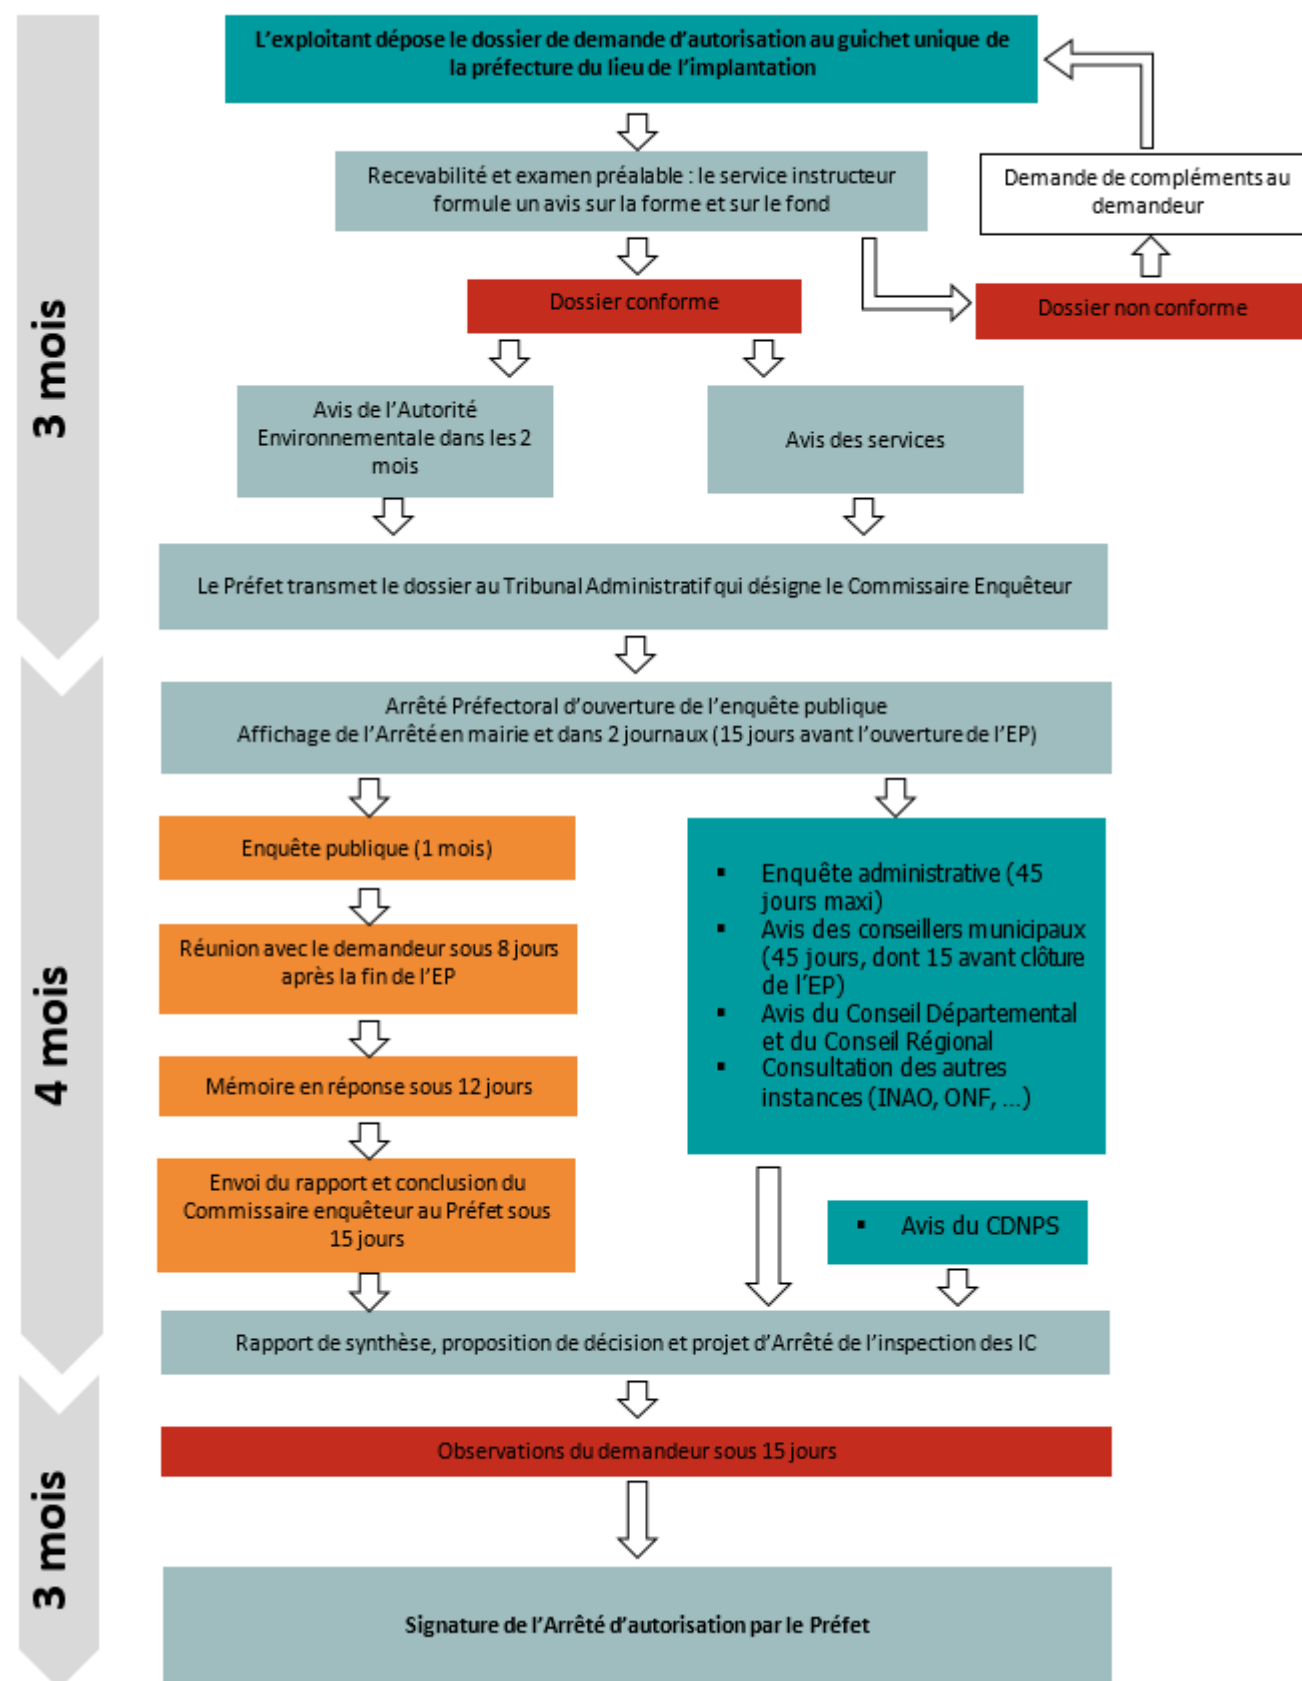 L'exploitant dépose le dossier de demande d'autorisation au guichet unique de
la préfecture du lieu de l'implantation
Recevabilité et examen préalable : le service instructeur
formule un avis sur la forme et sur le fond
Demande de compléments au
demandeur
Dossier conforme
Dossier non conforme
3 mois
Avis de l'Autorité
Environnementale dans les 2
mois
Avis des services
Le Préfet transmet le dossier au Tribunal Administratif qui désigne le Commissaire Enquêteur
4 mois
Arrêté Préfectoral d'ouverture de l'enquête publique
Affichage de l'Arrêté en mairie et dans 2 journaux (15 jours avant l'ouverture de l'EP)
Enquête publique (1 mois)
Réunion avec le demandeur sous 8 jours
après la fin de l'EP
Mémoire en réponse sous 12 jours
Envoi du rapport et conclusion du
Commissaire enquêteur au Préfet sous
15 jours
▪ Enquête administrative (45
jours maxi)
▪ Avis des conseillers municipaux
(45 jours, dont 15 avant clôture
de l'EP)
▪ Avis du Conseil Départemental
et du Conseil Régional
▪ Consultation des autres
instances (INAO, ONF, ...)
▪ Avis du CDNPS
Rapport de synthèse, proposition de décision et projet d'Arrêté de l'inspection des IC
3 mois
Observations du demandeur sous 15 jours
Signature de l'Arrêté d'autorisation par le Préfet